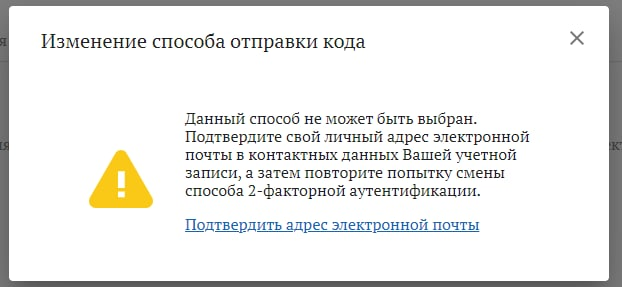 Изменение способа отправки кода
Данный способ не может быть выбран.
Подтвердите свой личный адрес электронной
почты в контактных данных Вашей учетной
записи, а затем повторите попытку смены
способа 2-факторной аутентификации.
Подтвердить адрес электронной почты